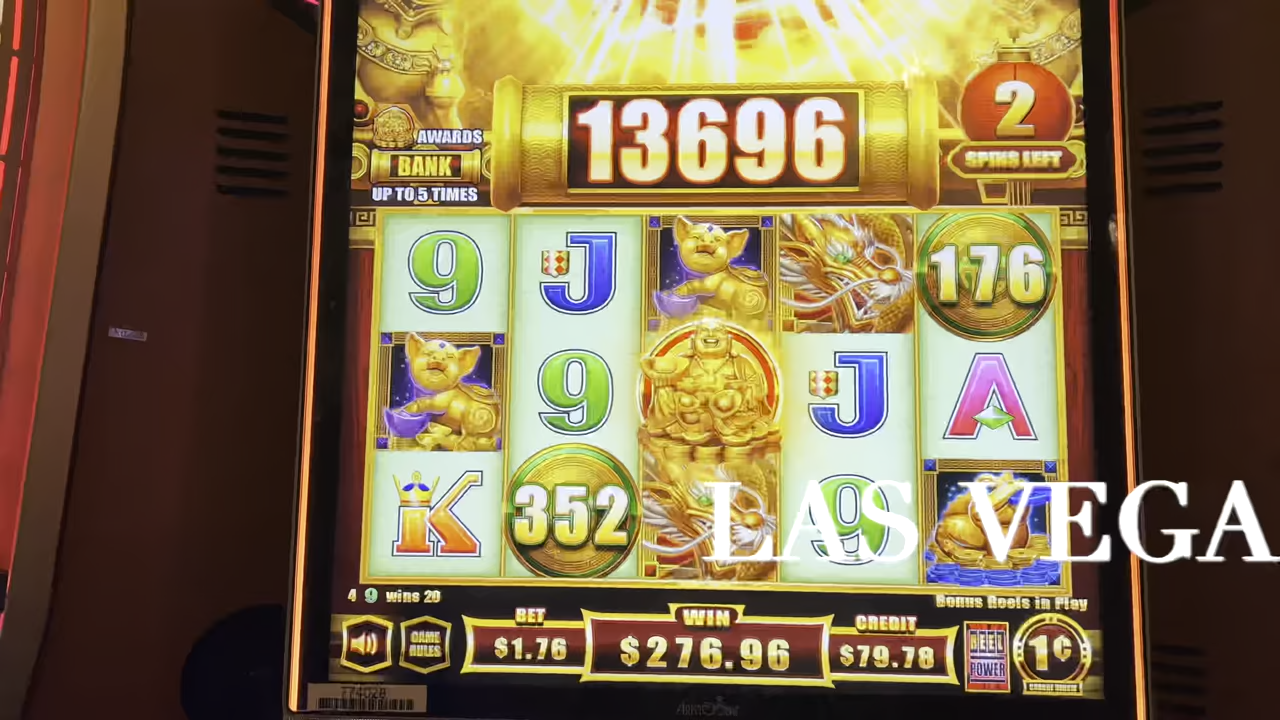 13696
2
SPINS LEFT
AWARDS
BANK
UP TO 5 TIMES
9 J 176
9 J A
K 352 9
LAS VEGA
4 9 wins 20
Bonus Reels in Play
BET
$1.76
WIN
$276.96
CREDIT
$79.78
GAME
RULES
REEL
POWER
1¢